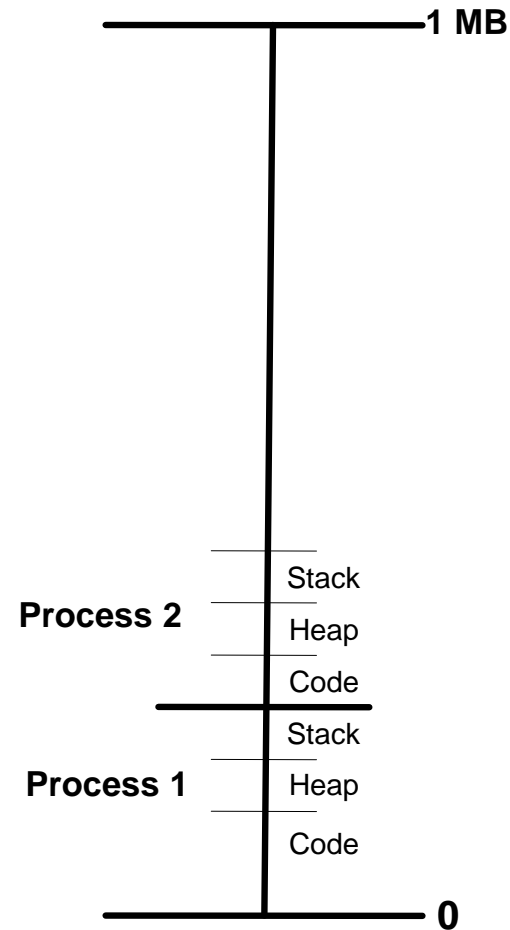 1 MB
Stack
Process 2
Heap
Code
Stack
Process 1
Heap
Code
0